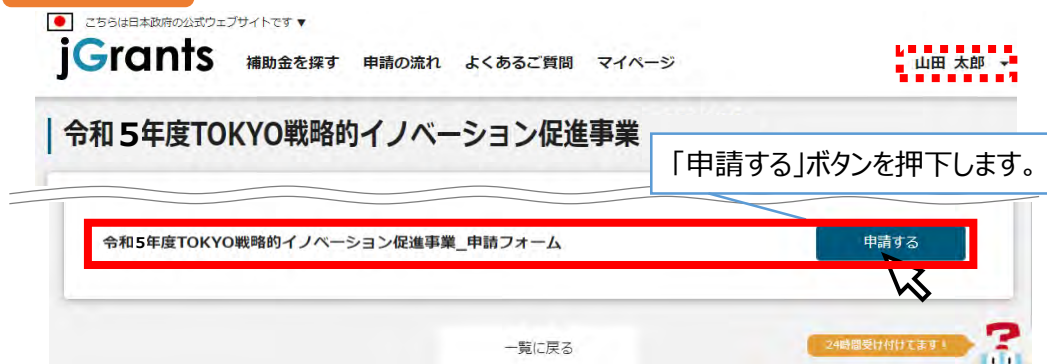 こちらは日本政府の公式ウェブサイトです ▼
jGrants 補助金を探す 申請の流れ よくあるご質問 マイページ 山田 太郎
令和5年度TOKYO戦略的イノベーション促進事業
「申請する」ボタンを押下します。
令和5年度TOKYO戦略的イノベーション促進事業_申請フォーム 申請する
一覧に戻る
24時間受け付けてます!